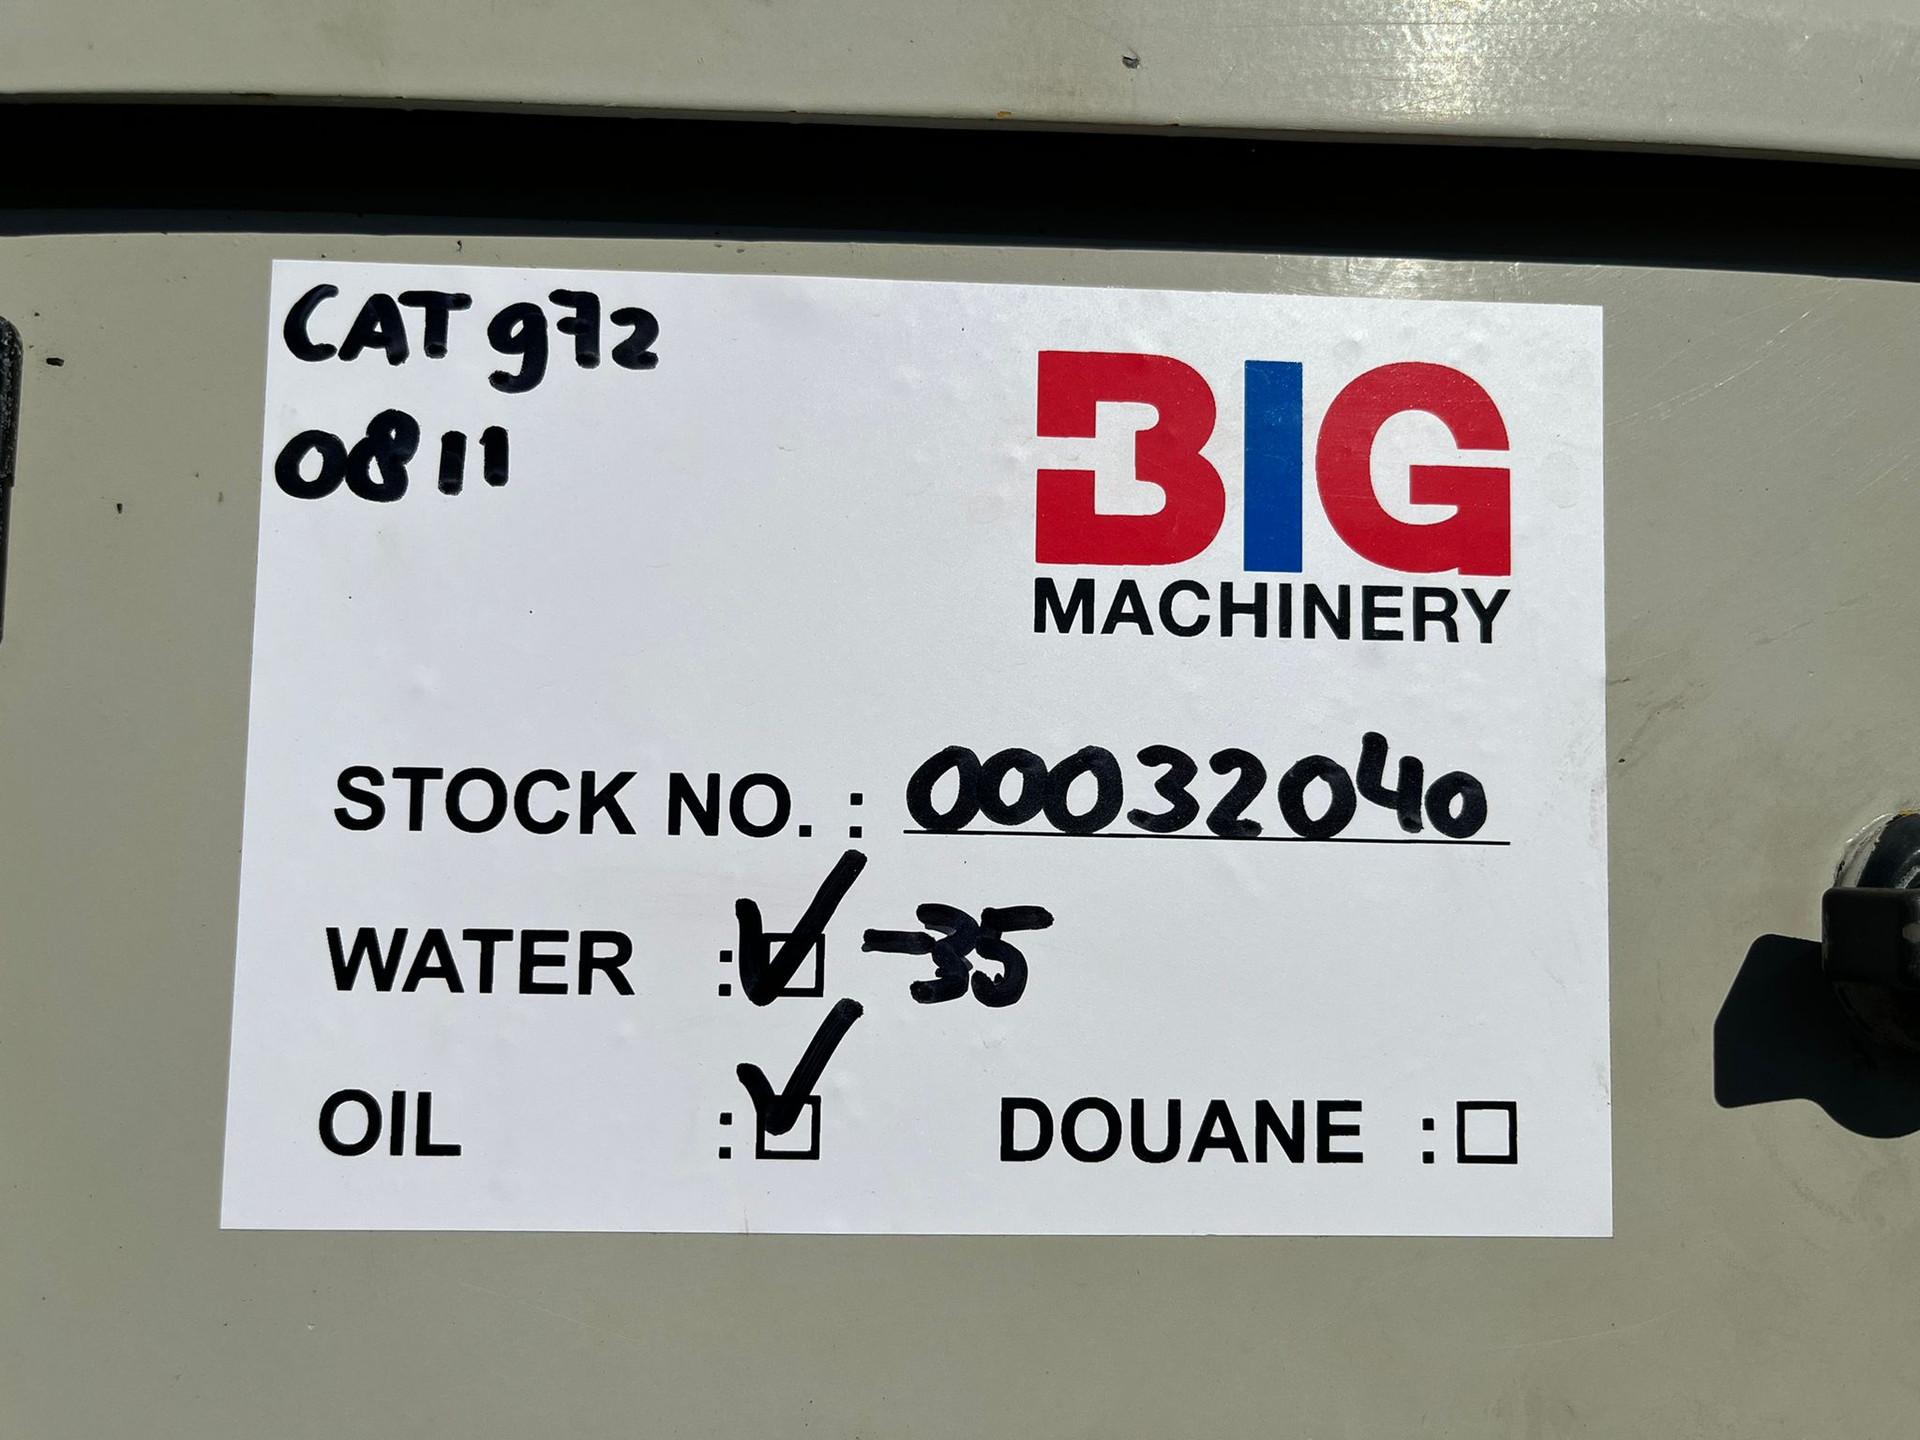 CAT 972
0811
BIG
MACHINERY
STOCK NO. : 00032040
WATER :☑ -35
OIL :☑ DOUANE :☐